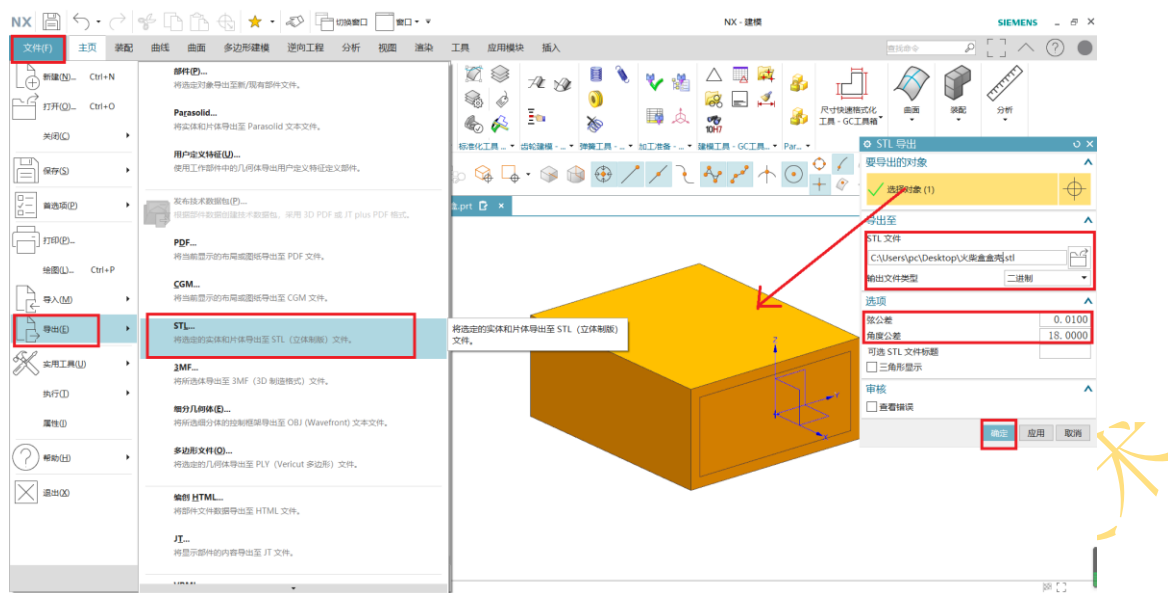 NX
切换窗口
窗口
NX - 建模
SIEMENS
文件(F)
主页
装配
曲线
曲面
多边形建模
逆向工程
分析
视图
渲染
工具
应用模块
插入
查找命令
新建(N)... Ctrl+N
打开(O)... Ctrl+O
关闭(C)
保存(S)
首选项(P)
打印(P)...
绘图(L)... Ctrl+P
导入(M)
导出(E)
实用工具(U)
执行(T)
属性(I)
帮助(H)
退出(X)
部件(P)...
将选定对象导出至新/现有部件文件。
Parasolid...
将实体和片体导出至 Parasolid 文本文件。
用户定义特征(U)...
使用工作部件中的几何体导出用户定义特征定义部件。
发布技术数据包(P)...
根据部件数据创建技术数据包，采用 3D PDF 或 JT plus PDF 格式。
PDF...
将当前显示的布局或图纸导出至 PDF 文件。
CGM...
将当前显示的布局或图纸导出至 CGM 文件。
STL...
将选定的实体和片体导出至 STL（立体制版）文件。
3MF...
将所选体导出至 3MF（3D 制造格式）文件。
细分几何体(E)...
将所选细分体的控制框架导出至 OBJ (Wavefront) 文本文件。
多边形文件(O)...
将选定的几何体导出至 PLY（Vericut 多边形）文件。
编创 HTML...
将部件文件数据导出至 HTML 文件。
JT...
将显示部件的内容导出至 JT 文件。
将选定的实体和片体导出至 STL（立体制版）
文件。
10H7
尺寸快速格式化
工具 - GC工具箱
曲面
装配
分析
标准化工具 - ...
齿轮建模 - ...
弹簧工具 - ...
加工准备 - ...
建模工具 - GC工具...
Par...
.prt
Z
Y
X
STL 导出
要导出的对象
选择对象 (1)
导出至
STL 文件
C:\Users\pc\Desktop\火柴盒盒壳.stl
输出文件类型
二进制
选项
弦公差
0.0100
角度公差
18.0000
可选 STL 文件标题
三角形显示
审核
查看错误
确定
应用
取消